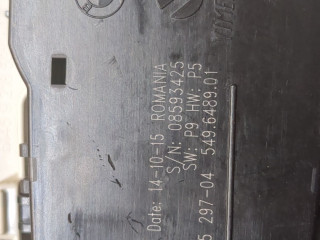 Date: 14-10-15 ROMANIA
S/N: 08593425
SW: P9 HW: P5
5 297-04 549.6489.01